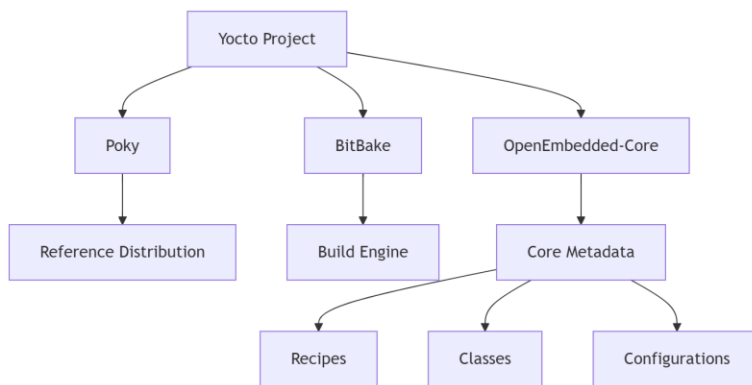 Yocto Project
Poky
BitBake
OpenEmbedded-Core
Reference Distribution
Build Engine
Core Metadata
Recipes
Classes
Configurations